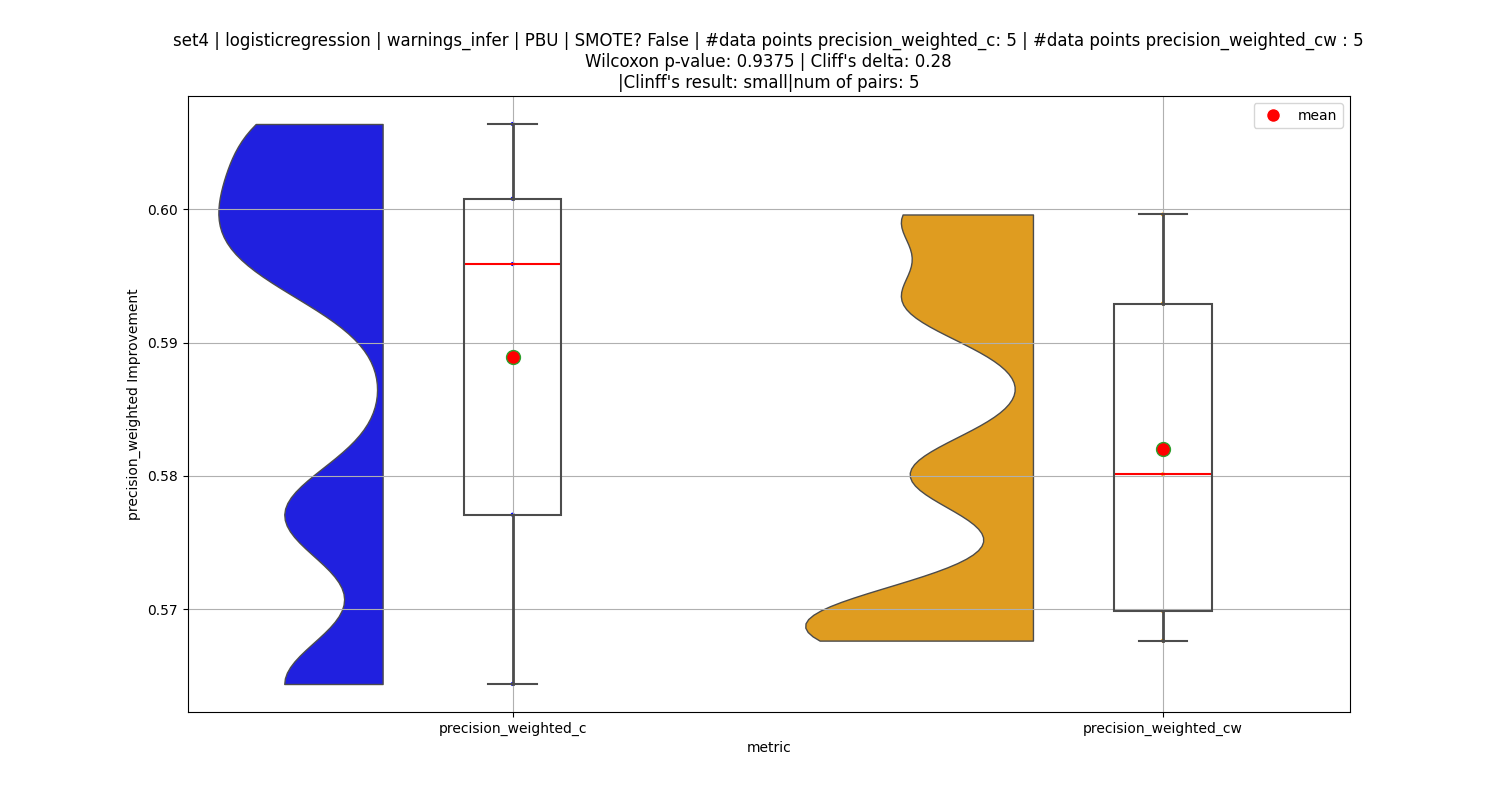 set4 | logisticregression | warnings_infer | PBU | SMOTE? False | #data points precision_weighted_c: 5 | #data points precision_weighted_cw : 5
Wilcoxon p-value: 0.9375 | Cliff's delta: 0.28
|Clinff's result: small|num of pairs: 5
mean
0.60
0.59
0.58
0.57
precision_weighted Improvement
precision_weighted_c
precision_weighted_cw
metric